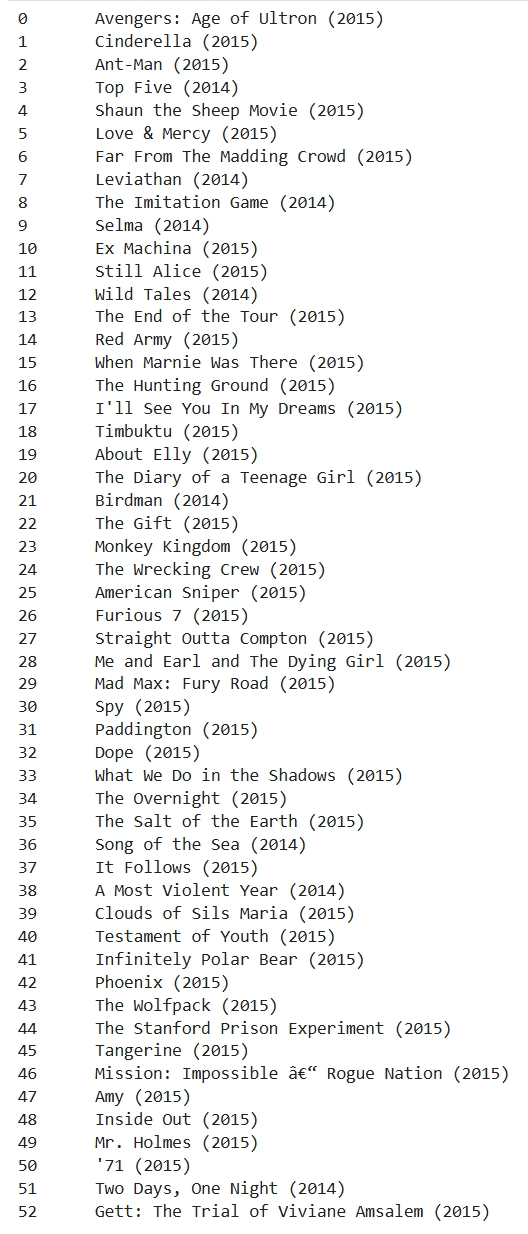 0 Avengers: Age of Ultron (2015)
1 Cinderella (2015)
2 Ant-Man (2015)
3 Top Five (2014)
4 Shaun the Sheep Movie (2015)
5 Love & Mercy (2015)
6 Far From The Madding Crowd (2015)
7 Leviathan (2014)
8 The Imitation Game (2014)
9 Selma (2014)
10 Ex Machina (2015)
11 Still Alice (2015)
12 Wild Tales (2014)
13 The End of the Tour (2015)
14 Red Army (2015)
15 When Marnie Was There (2015)
16 The Hunting Ground (2015)
17 I'll See You In My Dreams (2015)
18 Timbuktu (2015)
19 About Elly (2015)
20 The Diary of a Teenage Girl (2015)
21 Birdman (2014)
22 The Gift (2015)
23 Monkey Kingdom (2015)
24 The Wrecking Crew (2015)
25 American Sniper (2015)
26 Furious 7 (2015)
27 Straight Outta Compton (2015)
28 Me and Earl and The Dying Girl (2015)
29 Mad Max: Fury Road (2015)
30 Spy (2015)
31 Paddington (2015)
32 Dope (2015)
33 What We Do in the Shadows (2015)
34 The Overnight (2015)
35 The Salt of the Earth (2015)
36 Song of the Sea (2014)
37 It Follows (2015)
38 A Most Violent Year (2014)
39 Clouds of Sils Maria (2015)
40 Testament of Youth (2015)
41 Infinitely Polar Bear (2015)
42 Phoenix (2015)
43 The Wolfpack (2015)
44 The Stanford Prison Experiment (2015)
45 Tangerine (2015)
46 Mission: Impossible â€“ Rogue Nation (2015)
47 Amy (2015)
48 Inside Out (2015)
49 Mr. Holmes (2015)
50 '71 (2015)
51 Two Days, One Night (2014)
52 Gett: The Trial of Viviane Amsalem (2015)